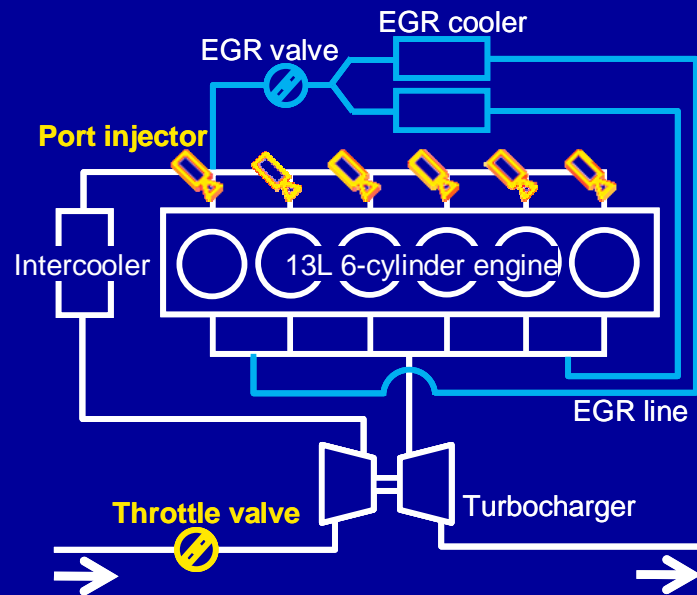 EGR cooler
EGR valve
Port injector
Intercooler
13L 6-cylinder engine
EGR line
Turbocharger
Throttle valve